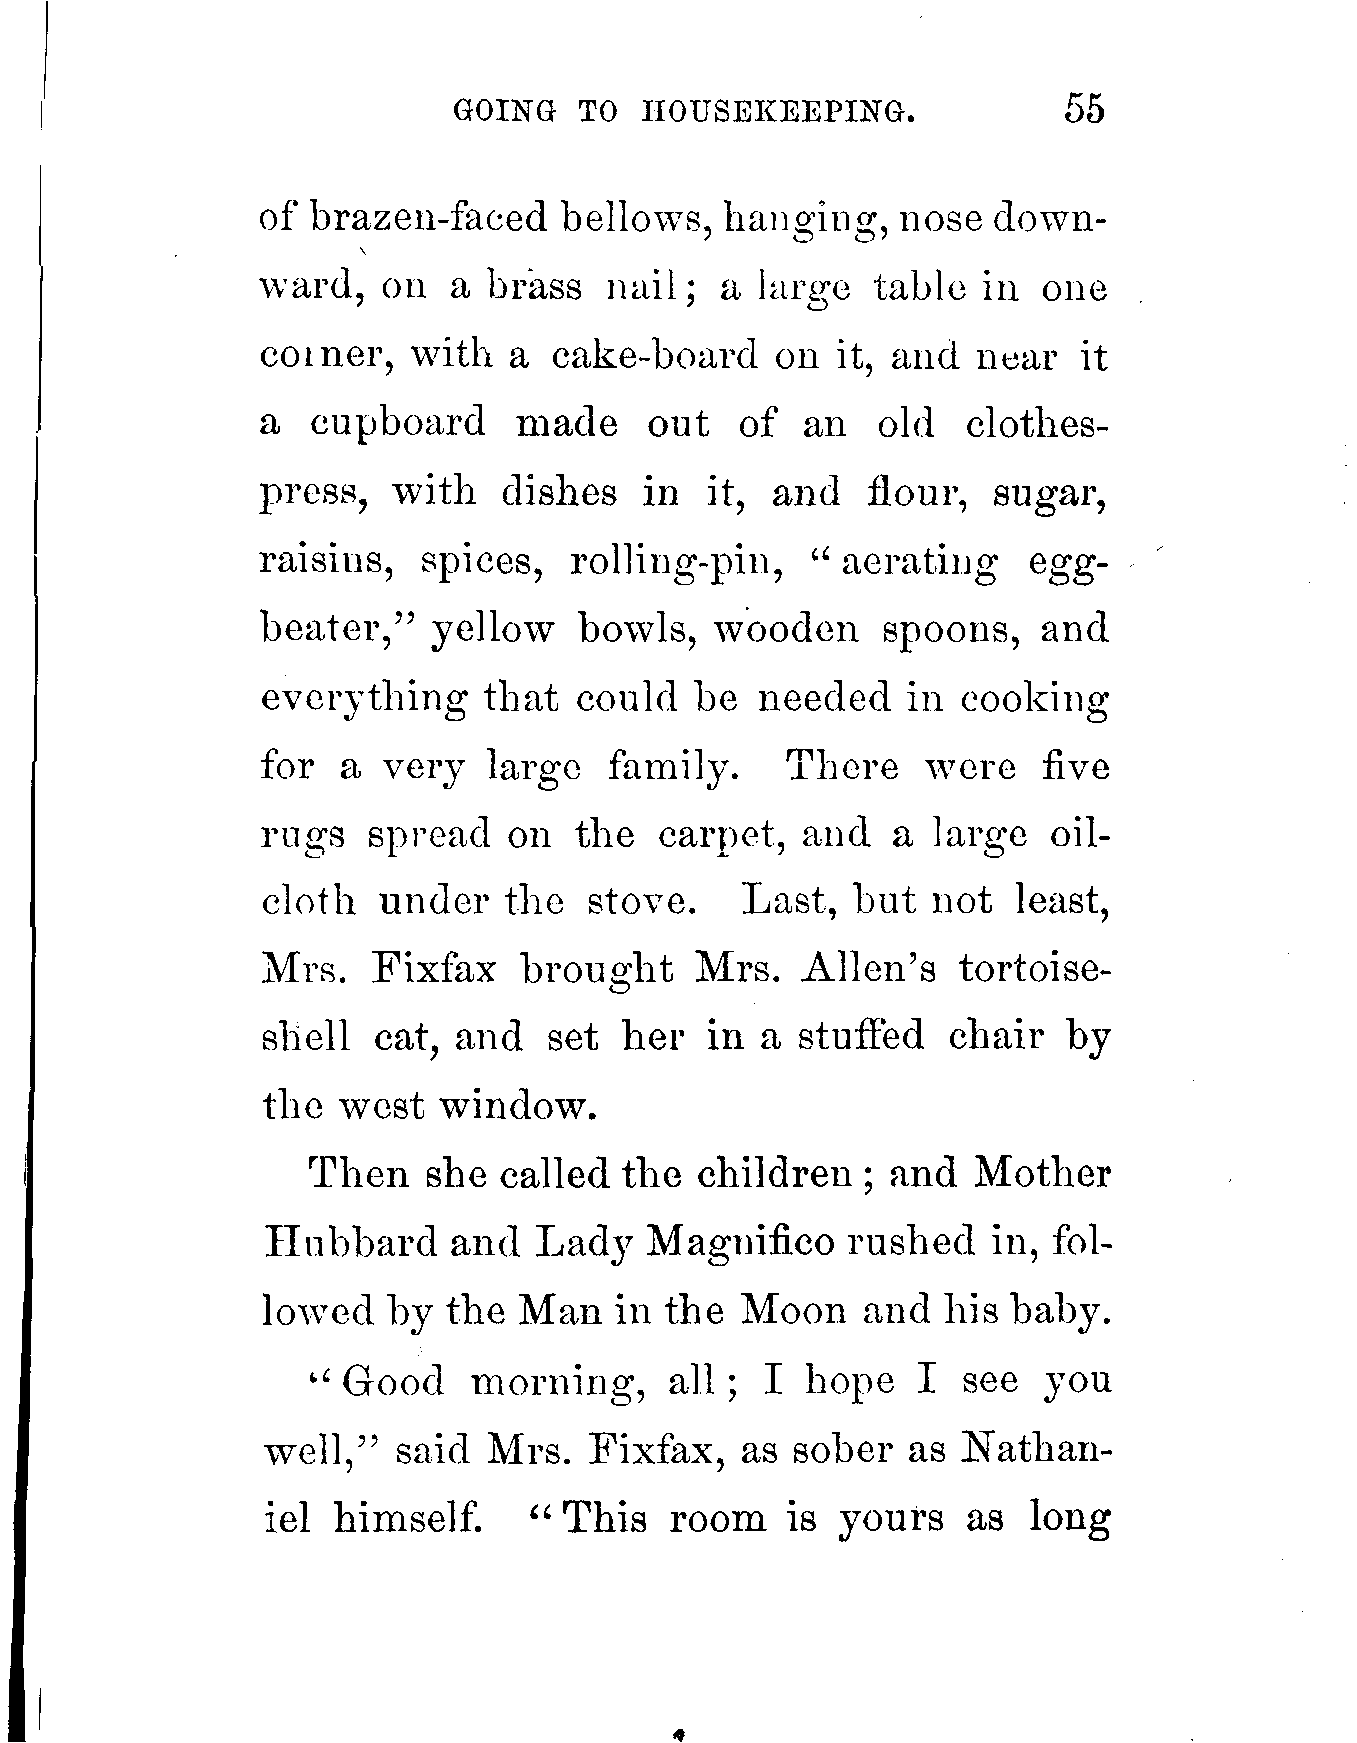 GOING TO HOUSEKEEPING. 55
of brazen-faced bellows, hanging, nose down-
ward, on a brass nail; a large table in one
corner, with a cake-board on it, and near it
a cupboard made out of an old clothes-
press, with dishes in it, and flour, sugar,
raisins, spices, rolling-pin, “aerating egg-
beater,” yellow bowls, wooden spoons, and
everything that could be needed in cooking
for a very large family. There were five
rugs spread on the carpet, and a large oil-
cloth under the stove. Last, but not least,
Mrs. Fixfax brought Mrs. Allen’s tortoise-
shell cat, and set her in a stuffed chair by
the west window.
Then she called the children; and Mother
Hubbard and Lady Magnifico rushed in, fol-
lowed by the Man in the Moon and his baby.
“Good morning, all; I hope I see you
well,” said Mrs. Fixfax, as sober as Nathan-
iel himself. “This room is yours as long